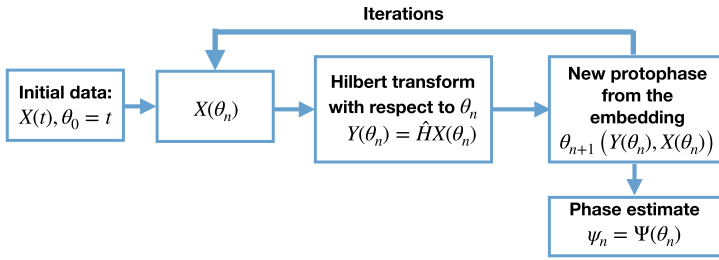 Iterations
Initial data:
X(t), θ₀ = t
X(θₙ)
Hilbert transform
with respect to θₙ
Y(θₙ) = ĤX(θₙ)
New protophase
from the
embedding
θₙ₊₁ (Y(θₙ), X(θₙ))
Phase estimate
ψₙ = Ψ(θₙ)